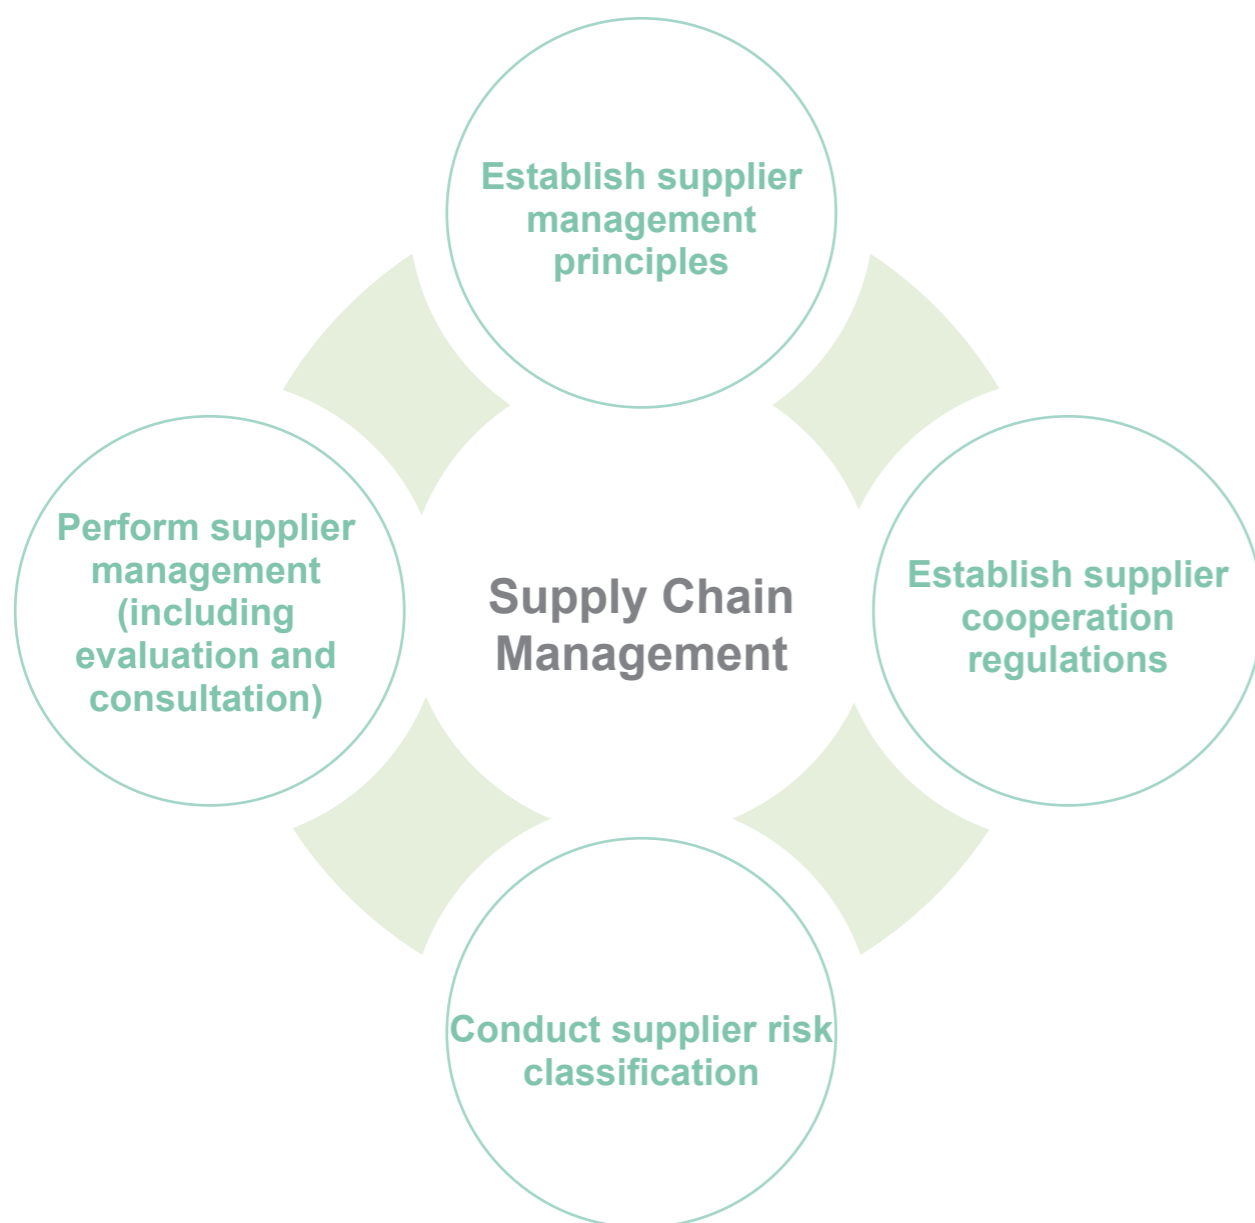 Establish supplier
management
principles
Perform supplier
management
(including
evaluation and
consultation)
Supply Chain
Management
Establish supplier
cooperation
regulations
Conduct supplier risk
classification